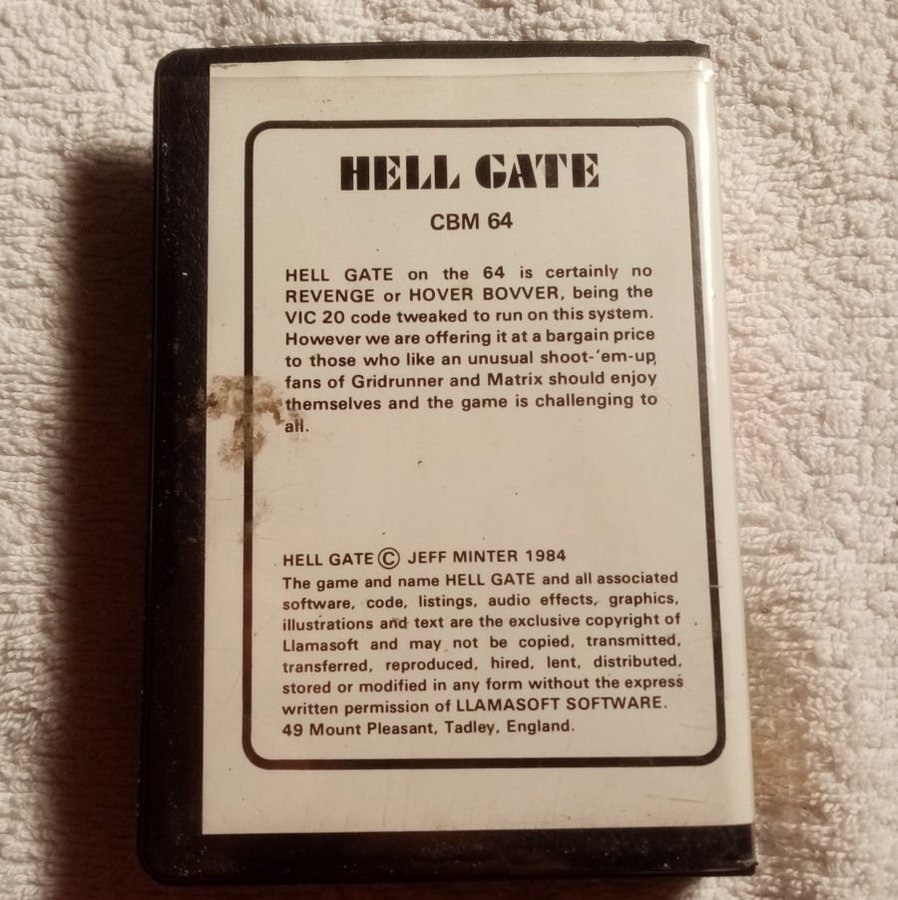 HELL GATE
CBM 64
HELL GATE on the 64 is certainly no
REVENGE or HOVER BOVVER, being the
VIC 20 code tweaked to run on this system.
However we are offering it at a bargain price
to those who like an unusual shoot-'em-up,
fans of Gridrunner and Matrix should enjoy
themselves and the game is challenging to
all.
HELL GATE © JEFF MINTER 1984
The game and name HELL GATE and all associated
software, code, listings, audio effects, graphics,
illustrations and text are the exclusive copyright of
Llamasoft and may not be copied, transmitted,
transferred, reproduced, hired, lent, distributed,
stored or modified in any form without the express
written permission of LLAMASOFT SOFTWARE.
49 Mount Pleasant, Tadley, England.